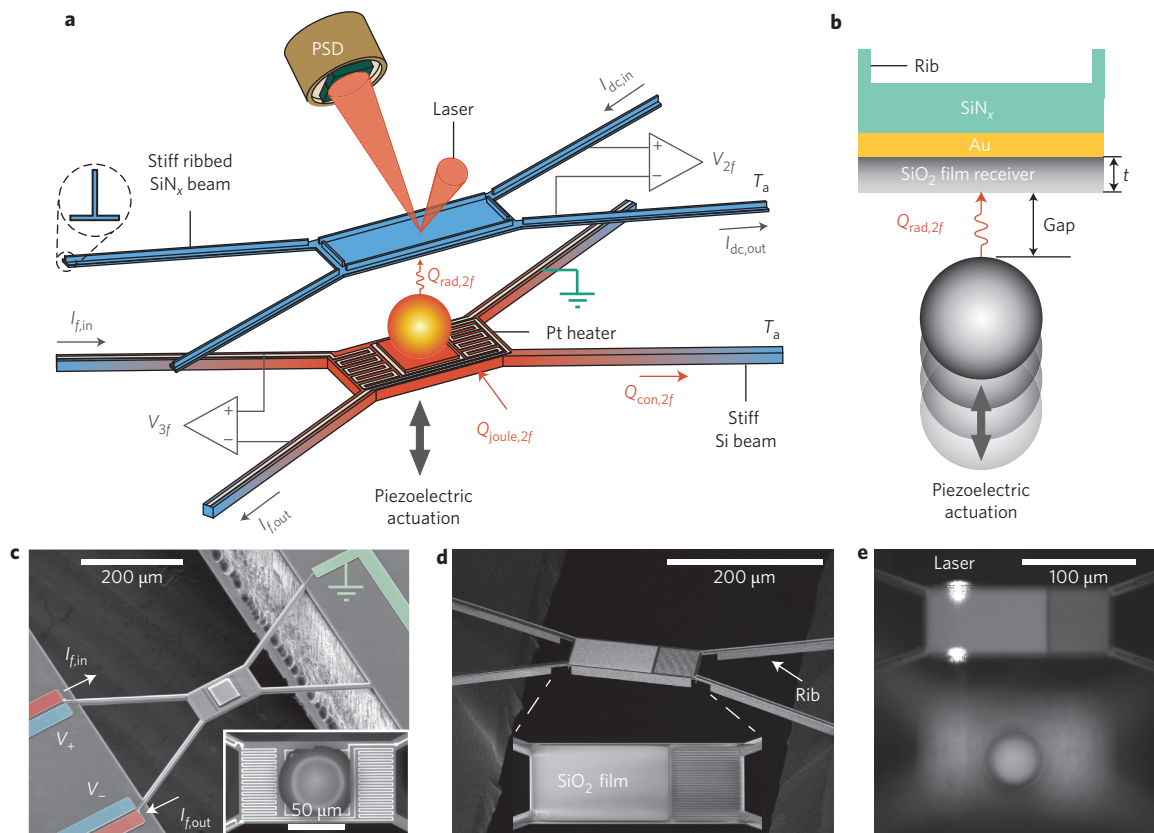 a
PSD
Laser
I_dc,in
Stiff ribbed
SiN_x beam
+
−
V_2f
T_a
I_dc,out
Q_rad,2f
I_f,in
Pt heater
T_a
Q_con,2f
V_3f
+
−
Q_joule,2f
Stiff
Si beam
I_f,out
Piezoelectric
actuation
b
Rib
SiN_x
Au
SiO_2 film receiver
t
Q_rad,2f
Gap
Piezoelectric
actuation
c
200 μm
I_f,in
V_+
V_−
I_f,out
50 μm
d
200 μm
Rib
SiO_2 film
e
Laser
100 μm